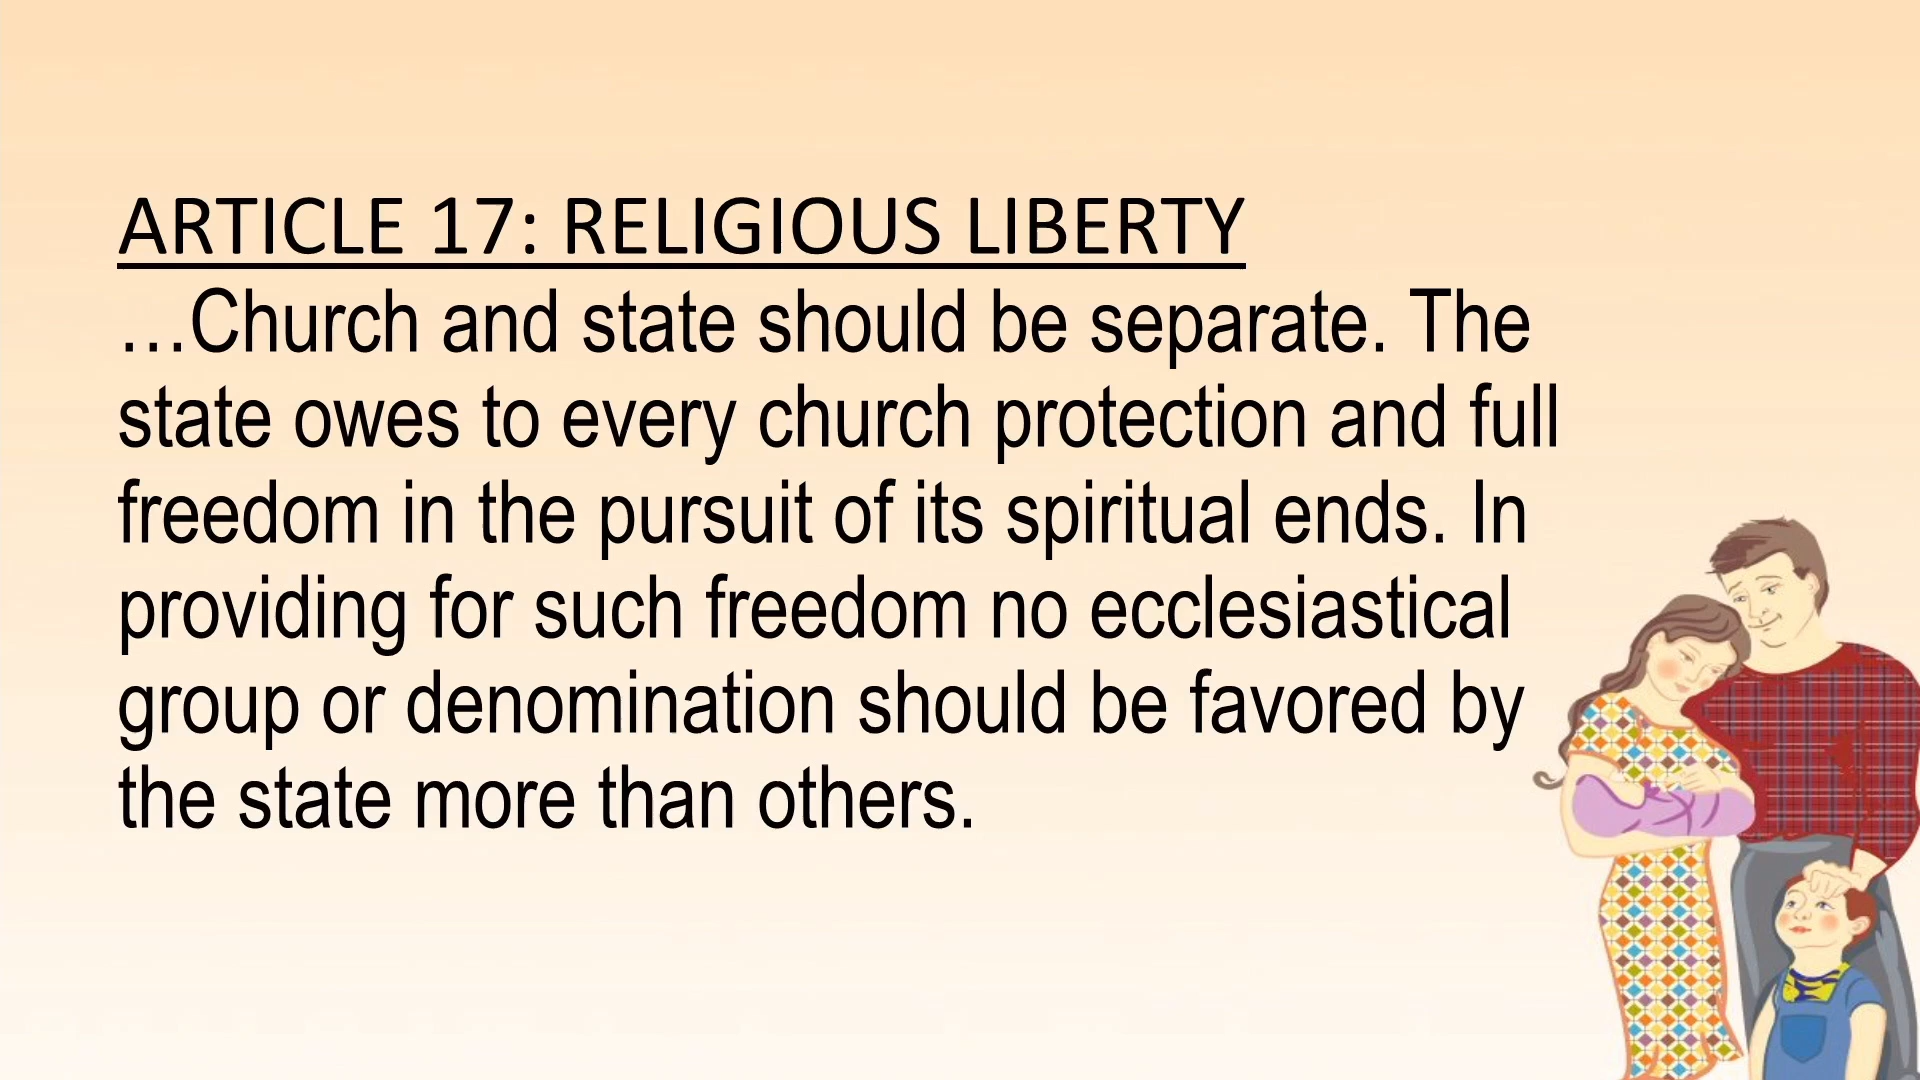 ARTICLE 17: RELIGIOUS LIBERTY
…Church and state should be separate. The
state owes to every church protection and full
freedom in the pursuit of its spiritual ends. In
providing for such freedom no ecclesiastical
group or denomination should be favored by
the state more than others.